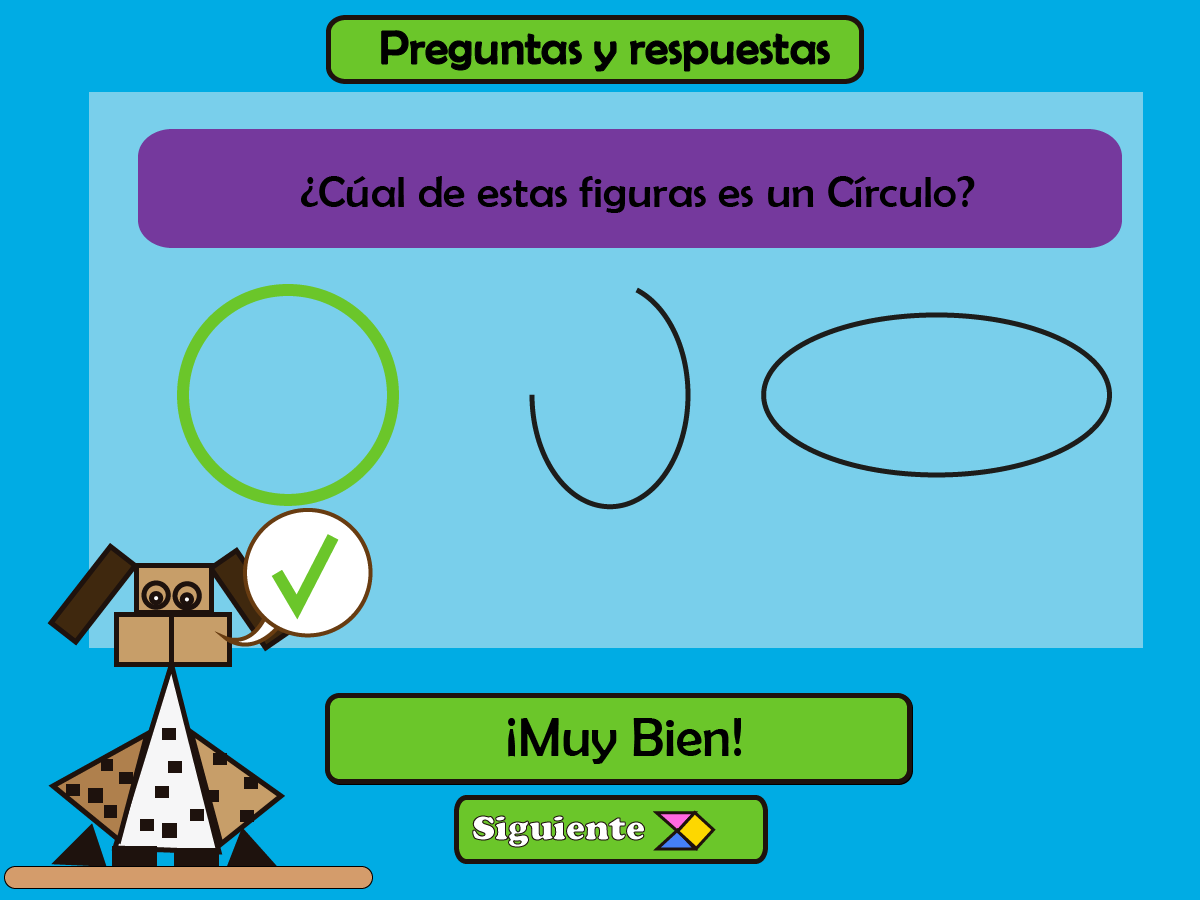 Preguntas y respuestas
¿Cúal de estas figuras es un Círculo?
¡Muy Bien!
Siguiente